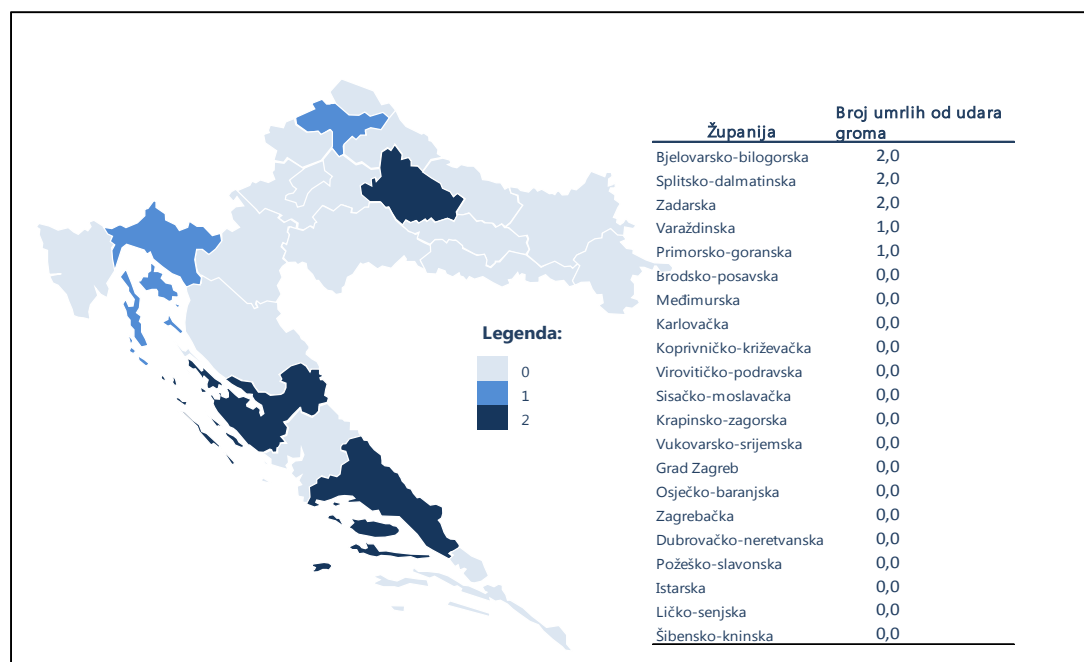 Županija Broj umrlih od udara groma
Bjelovarsko-bilogorska 2,0
Splitsko-dalmatinska 2,0
Zadarska 2,0
Varaždinska 1,0
Primorsko-goranska 1,0
Brodsko-posavska 0,0
Međimurska 0,0
Karlovačka 0,0
Koprivničko-križevačka 0,0
Virovitičko-podravska 0,0
Sisačko-moslavačka 0,0
Krapinsko-zagorska 0,0
Vukovarsko-srijemska 0,0
Grad Zagreb 0,0
Osječko-baranjska 0,0
Zagrebačka 0,0
Dubrovačko-neretvanska 0,0
Požeško-slavonska 0,0
Istarska 0,0
Ličko-senjska 0,0
Šibensko-kninska 0,0
Legenda:
0
1
2